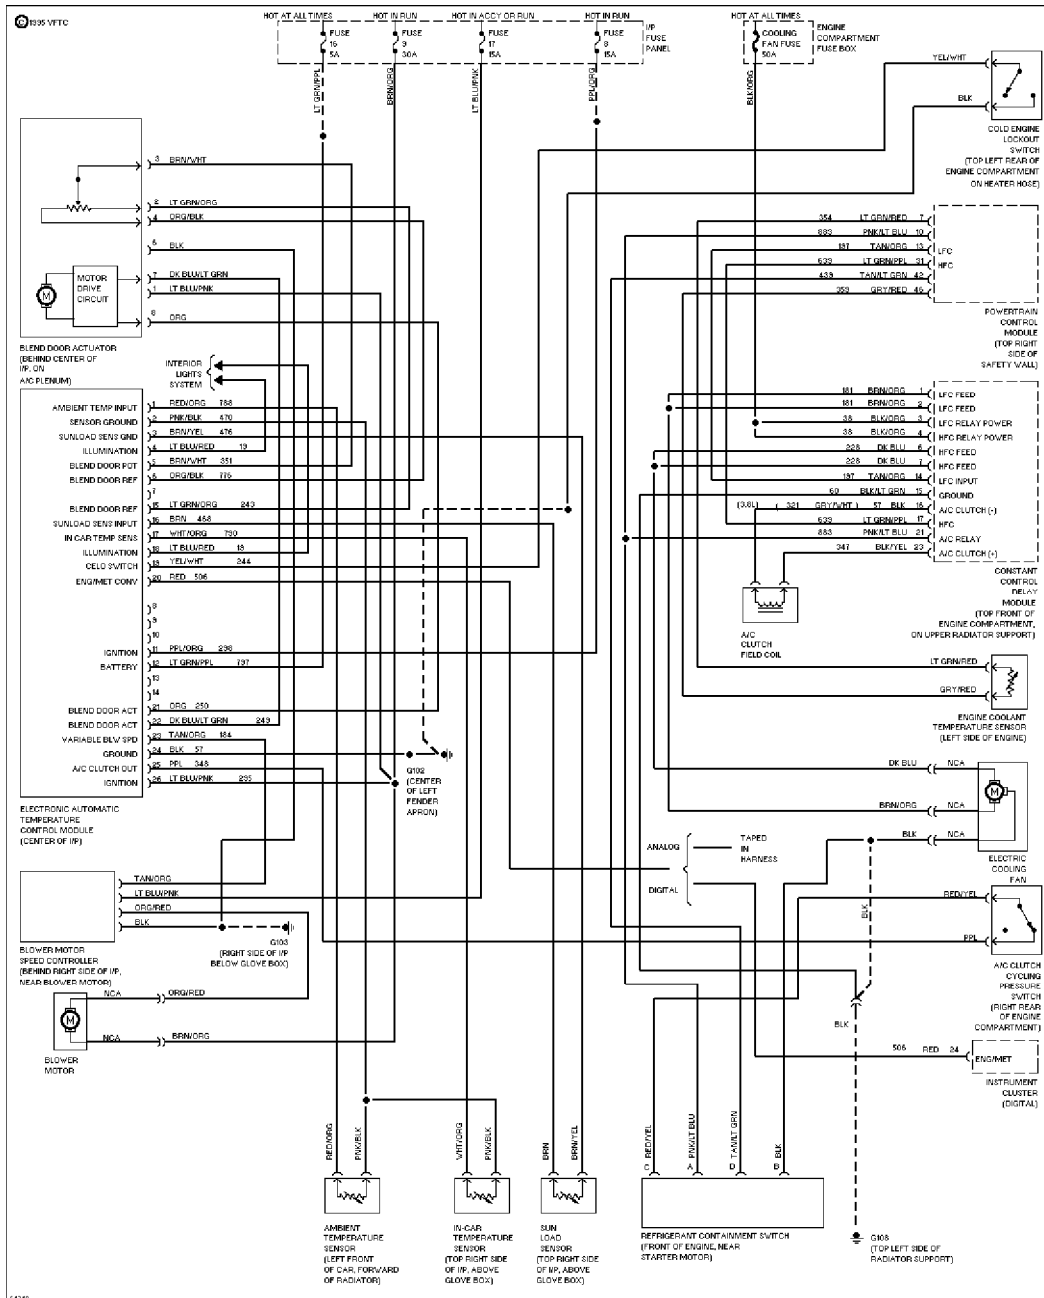 © 1995 VFTC
HOT AT ALL TIMES
HOT IN RUN
HOT IN ACCY OR RUN
HOT IN RUN
HOT AT ALL TIMES
FUSE
16
5A
FUSE
9
30A
FUSE
17
15A
FUSE
8
15A
I/P
FUSE
PANEL
COOLING
FAN FUSE
50A
ENGINE
COMPARTMENT
FUSE BOX
LT GRN/PPL
BRN/ORG
LT BLU/PNK
PPL/ORG
BLK/ORG
YEL/WHT
BLK
COLD ENGINE
LOCKOUT
SWITCH
(TOP LEFT REAR OF
ENGINE COMPARTMENT
ON HEATER HOSE)
3 BRN/WHT
2 LT GRN/ORG
4 ORG/BLK
BLK
7 DK BLU/LT GRN
1 LT BLU/PNK
8 ORG
MOTOR
DRIVE
CIRCUIT
M
BLEND DOOR ACTUATOR
(BEHIND CENTER OF
I/P, ON
A/C PLENUM)
354 LT GRN/RED 7
883 PNK/LT BLU 10
197 TAN/ORG 13 LFC
639 LT GRN/PPL 31 HFC
439 TAN/LT GRN 42
359 GRY/RED 46
POWERTRAIN
CONTROL
MODULE
(TOP RIGHT
SIDE OF
SAFETY WALL)
INTERIOR
LIGHTS
SYSTEM
AMBIENT TEMP INPUT 1 RED/ORG 788
SENSOR GROUND 2 PNK/BLK 470
SUNLOAD SENS GND 3 BRN/YEL 476
ILLUMINATION 4 LT BLU/RED 19
BLEND DOOR POT 5 BRN/WHT 351
BLEND DOOR REF 6 ORG/BLK 776
7
BLEND DOOR REF 15 LT GRN/ORG 243
SUNLOAD SENS INPUT 16 BRN 468
IN CAR TEMP SENS 17 WHT/ORG 790
ILLUMINATION 18 LT BLU/RED 19
CELO SWITCH 19 YEL/WHT 244
ENG/MET CONV 20 RED 506
8
9
10
IGNITION 11 PPL/ORG 298
BATTERY 12 LT GRN/PPL 797
13
14
BLEND DOOR ACT 21 ORG 250
BLEND DOOR ACT 22 DK BLU/LT GRN 249
VARIABLE BLW SPD 23 TAN/ORG 184
GROUND 24 BLK 57
A/C CLUTCH OUT 25 PPL 348
IGNITION 26 LT BLU/PNK 295
ELECTRONIC AUTOMATIC
TEMPERATURE
CONTROL MODULE
(CENTER OF I/P)
G102
(CENTER
OF LEFT
FENDER
APRON)
181 BRN/ORG 1 LFC FEED
181 BRN/ORG 2 LFC FEED
38 BLK/ORG 3 LFC RELAY POWER
38 BLK/ORG 4 HFC RELAY POWER
228 DK BLU 6 HFC FEED
228 DK BLU 7 HFC FEED
197 TAN/ORG 14 LFC INPUT
60 BLK/LT GRN 15 GROUND
(3.8L) ( 321 GRY/WHT ) 57 BLK 16 A/C CLUTCH (-)
639 LT GRN/PPL 17 HFC
883 PNK/LT BLU 21 A/C RELAY
347 BLK/YEL 23 A/C CLUTCH (+)
CONSTANT
CONTROL
RELAY
MODULE
(TOP FRONT OF
ENGINE COMPARTMENT,
ON UPPER RADIATOR SUPPORT)
A/C
CLUTCH
FIELD COIL
LT GRN/RED
GRY/RED
ENGINE COOLANT
TEMPERATURE SENSOR
(LEFT SIDE OF ENGINE)
DK BLU NCA
BRN/ORG NCA
BLK NCA
M
ELECTRIC
COOLING
FAN
ANALOG
TAPED
IN
HARNESS
DIGITAL
BLK
RED/YEL
PPL
A/C CLUTCH
CYCLING
PRESSURE
SWITCH
(RIGHT REAR
OF ENGINE
COMPARTMENT)
TAN/ORG
LT BLU/PNK
ORG/RED
BLK
BLOWER MOTOR
SPEED CONTROLLER
(BEHIND RIGHT SIDE OF I/P,
NEAR BLOWER MOTOR)
G103
(RIGHT SIDE OF I/P
BELOW GLOVE BOX)
NCA ORG/RED
M
NCA BRN/ORG
BLOWER
MOTOR
BLK
506 RED 24 ENG/MET
INSTRUMENT
CLUSTER
(DIGITAL)
RED/ORG
PNK/BLK
WHT/ORG
PNK/BLK
BRN
BRN/YEL
C RED/YEL
A PNK/LT BLU
D TAN/LT GRN
B BLK
AMBIENT
TEMPERATURE
SENSOR
(LEFT FRONT
OF CAR, FORWARD
OF RADIATOR)
IN-CAR
TEMPERATURE
SENSOR
(TOP RIGHT SIDE
OF I/P, ABOVE
GLOVE BOX)
SUN
LOAD
SENSOR
(TOP RIGHT SIDE
OF I/P, ABOVE
GLOVE BOX)
REFRIGERANT CONTAINMENT SWITCH
(FRONT OF ENGINE, NEAR
STARTER MOTOR)
G108
(TOP LEFT SIDE OF
RADIATOR SUPPORT)